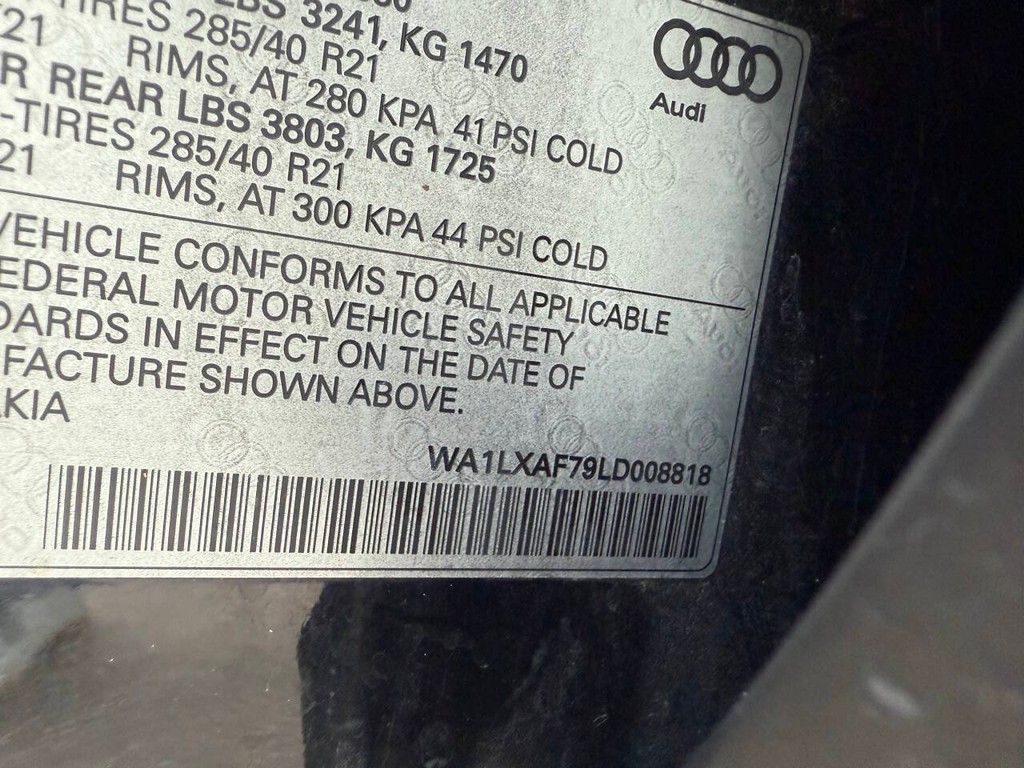 LBS 3241, KG 1470
TIRES 285/40 R21
21 RIMS, AT 280 KPA 41 PSI COLD
R REAR LBS 3803, KG 1725
-TIRES 285/40 R21
21 RIMS, AT 300 KPA 44 PSI COLD
VEHICLE CONFORMS TO ALL APPLICABLE
EDERAL MOTOR VEHICLE SAFETY
DARDS IN EFFECT ON THE DATE OF
FACTURE SHOWN ABOVE.
KIA
WA1LXAF79LD008818
Audi